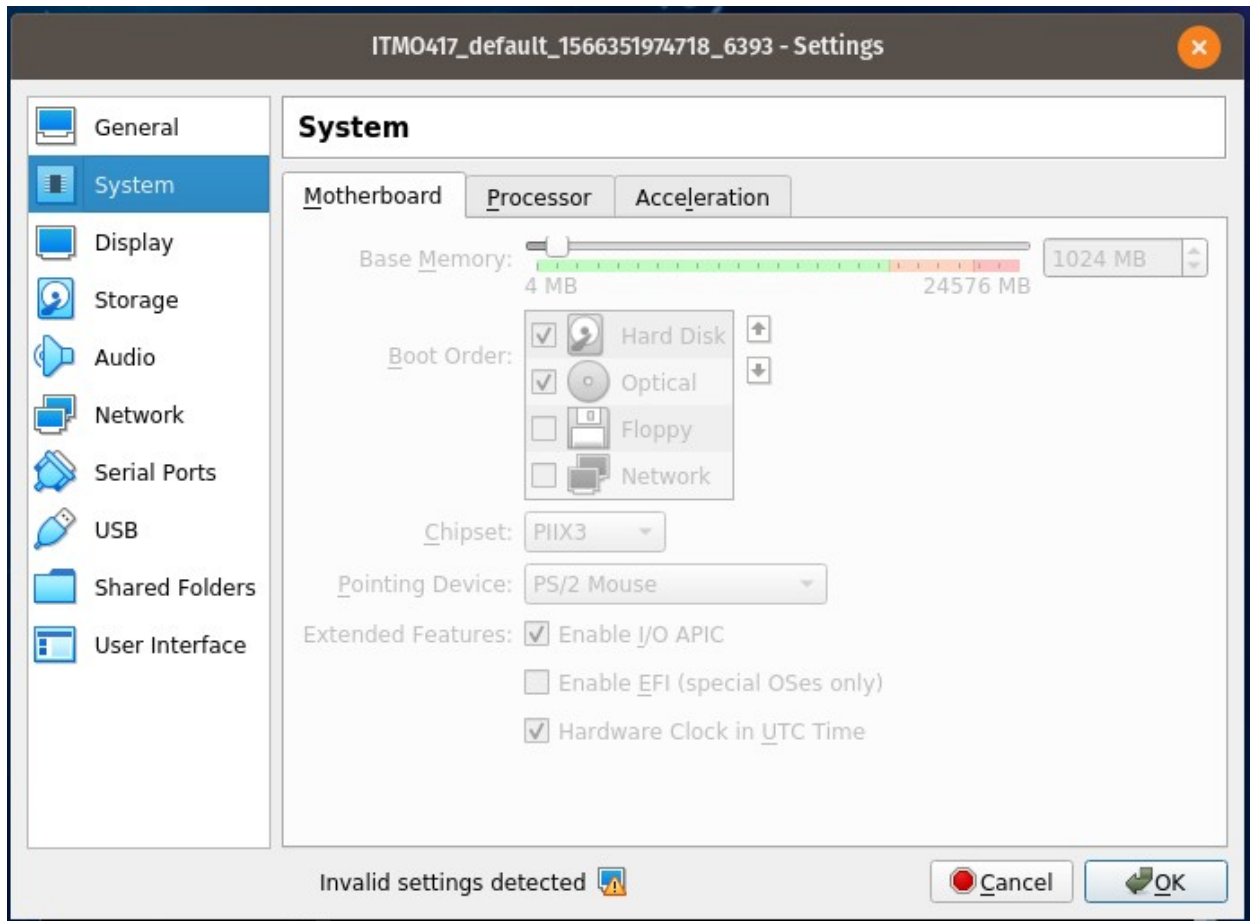 ITMO417_default_1566351974718_6393 - Settings
General
System
Display
Storage
Audio
Network
Serial Ports
USB
Shared Folders
User Interface
System
Motherboard Processor Acceleration
Base Memory: 1024 MB
4 MB 24576 MB
Boot Order:
Hard Disk
Optical
Floppy
Network
Chipset: PIIX3
Pointing Device: PS/2 Mouse
Extended Features: Enable I/O APIC
Enable EFI (special OSes only)
Hardware Clock in UTC Time
Invalid settings detected
Cancel OK